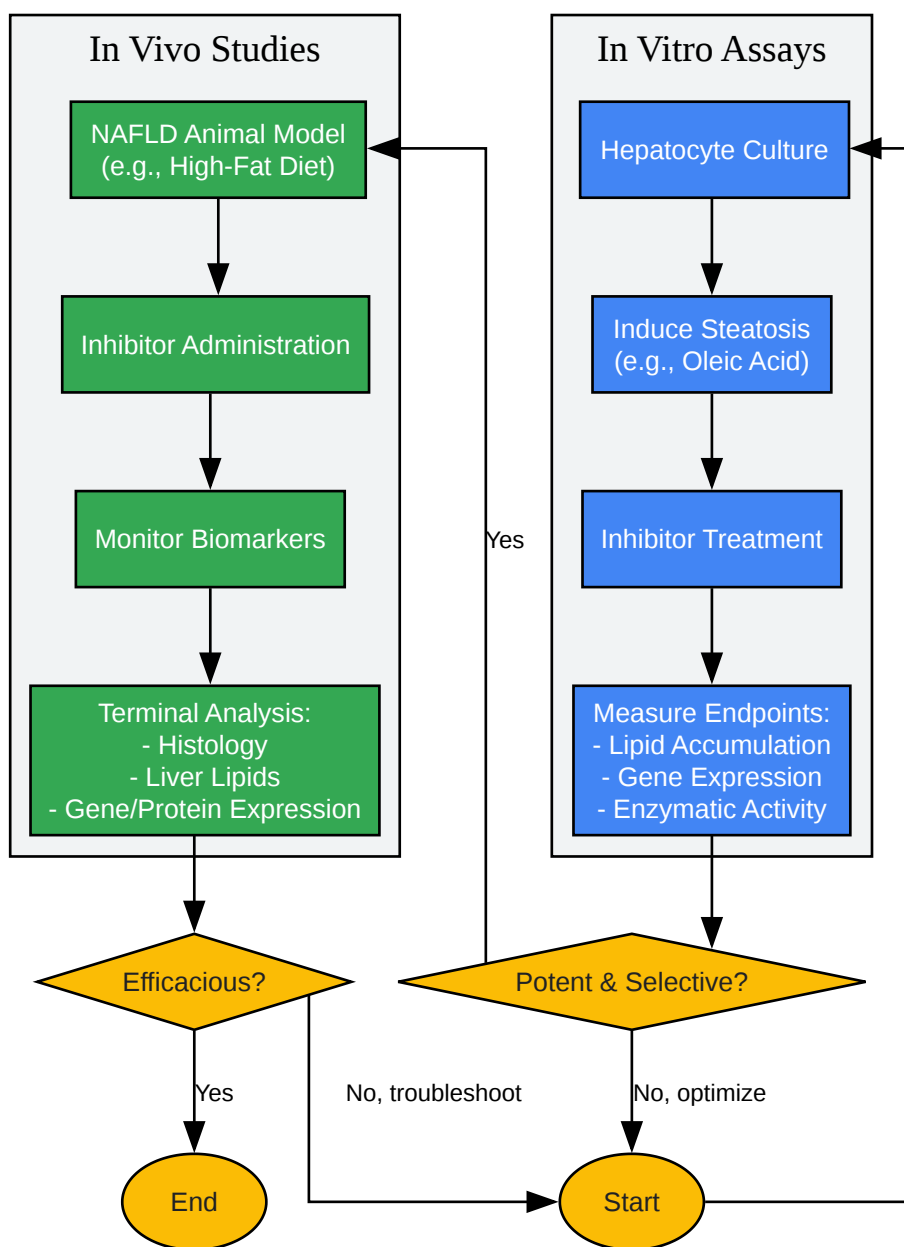 In Vivo Studies
NAFLD Animal Model
(e.g., High-Fat Diet)
Inhibitor Administration
Monitor Biomarkers
Terminal Analysis:
- Histology
- Liver Lipids
- Gene/Protein Expression
Efficacious?
Yes
No, troubleshoot
End
In Vitro Assays
Hepatocyte Culture
Induce Steatosis
(e.g., Oleic Acid)
Inhibitor Treatment
Measure Endpoints:
- Lipid Accumulation
- Gene Expression
- Enzymatic Activity
Potent & Selective?
Yes
No, optimize
Start